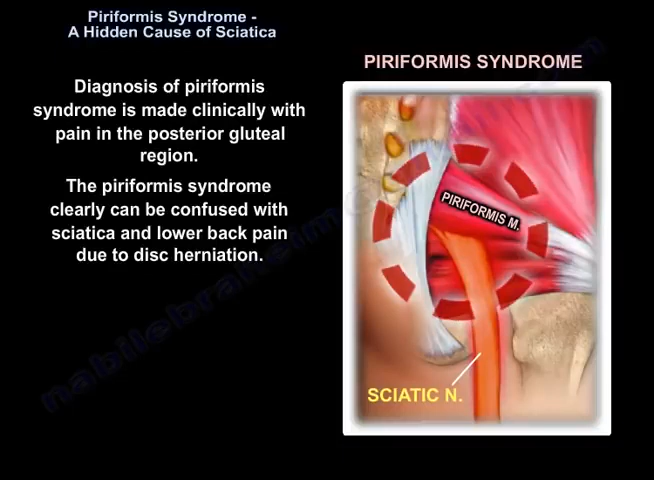 Piriformis Syndrome -
A Hidden Cause of Sciatica
Diagnosis of piriformis
syndrome is made clinically with
pain in the posterior gluteal
region.
The piriformis syndrome
clearly can be confused with
sciatica and lower back pain
due to disc herniation.
PIRIFORMIS SYNDROME
PIRIFORMIS M.
SCIATIC N.